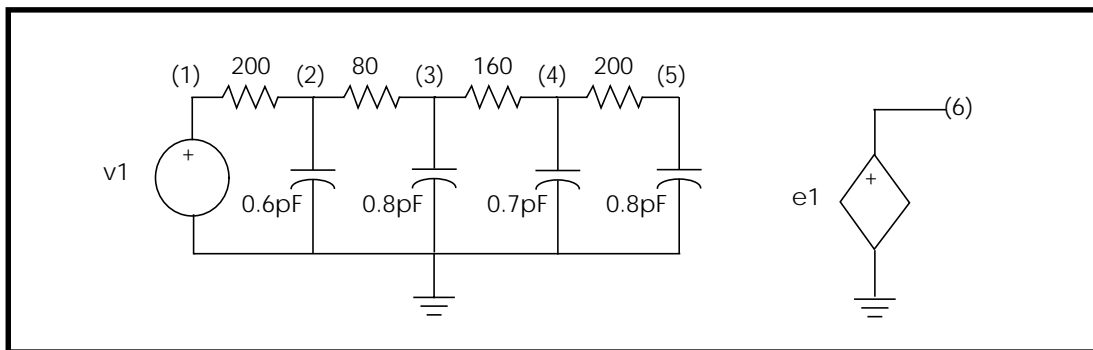 200
80
160
200
(1)
(2)
(3)
(4)
(5)
(6)
v1
+
0.6pF
0.8pF
0.7pF
0.8pF
e1
+